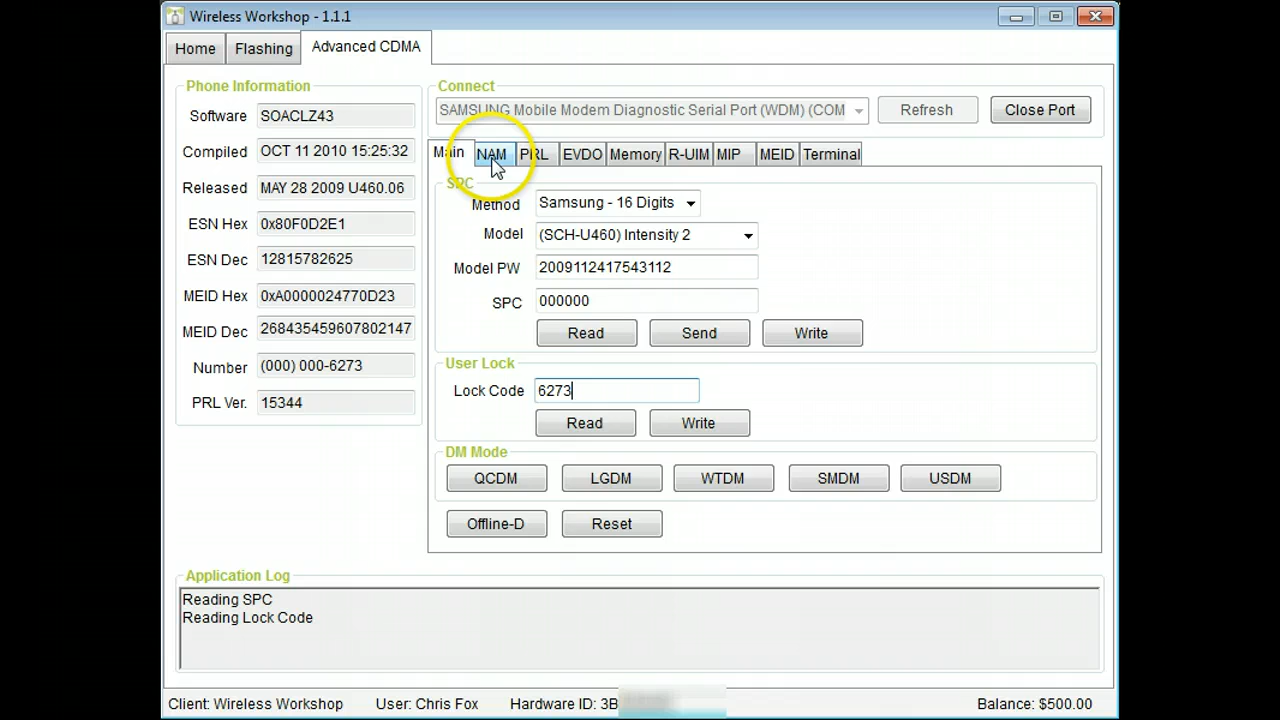 Wireless Workshop - 1.1.1
Home Flashing Advanced CDMA
Phone Information
Software SOACLZ43
Compiled OCT 11 2010 15:25:32
Released MAY 28 2009 U460.06
ESN Hex 0x80F0D2E1
ESN Dec 12815782625
MEID Hex 0xA0000024770D23
MEID Dec 268435459607802147
Number (000) 000-6273
PRL Ver. 15344
Connect
SAMSUNG Mobile Modem Diagnostic Serial Port (WDM) (COM Refresh Close Port
Main NAM PRL EVDO Memory R-UIM MIP MEID Terminal
SPC
Method Samsung - 16 Digits
Model (SCH-U460) Intensity 2
Model PW 2009112417543112
SPC 000000
Read Send Write
User Lock
Lock Code 6273
Read Write
DM Mode
QCDM LGDM WTDM SMDM USDM
Offline-D Reset
Application Log
Reading SPC
Reading Lock Code
Client: Wireless Workshop User: Chris Fox Hardware ID: 3B Balance: $500.00